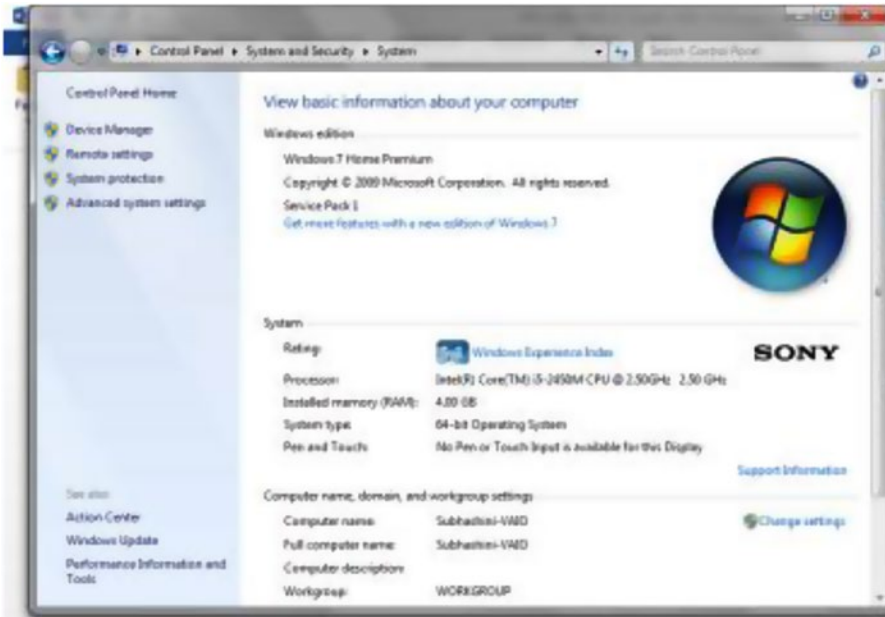 Control Panel ▸ System and Security ▸ System
Search Control Panel
Control Panel Home
Device Manager
Remote settings
System protection
Advanced system settings
View basic information about your computer
Windows edition
Windows 7 Home Premium
Copyright © 2009 Microsoft Corporation. All rights reserved.
Service Pack 1
Get more features with a new edition of Windows 7
System
Rating: Windows Experience Index
SONY
Processor: Intel(R) Core(TM) i5-2450M CPU @ 2.50GHz 2.50 GHz
Installed memory (RAM): 4.00 GB
System type: 64-bit Operating System
Pen and Touch: No Pen or Touch Input is available for this Display
Support Information
Computer name, domain, and workgroup settings
Computer name: Subhashini-VAIO
Change settings
Full computer name: Subhashini-VAIO
Computer description:
Workgroup: WORKGROUP
See also
Action Center
Windows Update
Performance Information and
Tools